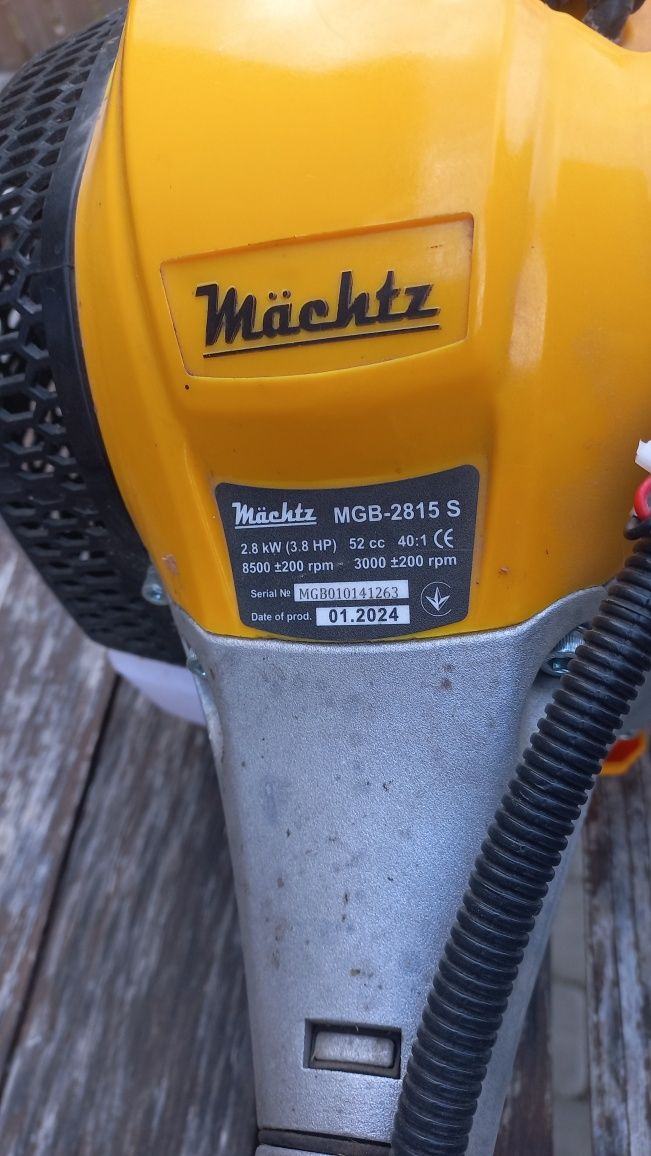 Mächtz
Mächtz MGB-2815 S
2.8 kW (3.8 HP) 52 cc 40:1 CE
8500 ±200 rpm - 3000 ±200 rpm
Serial № MGB010141263
Date of prod. 01.2024